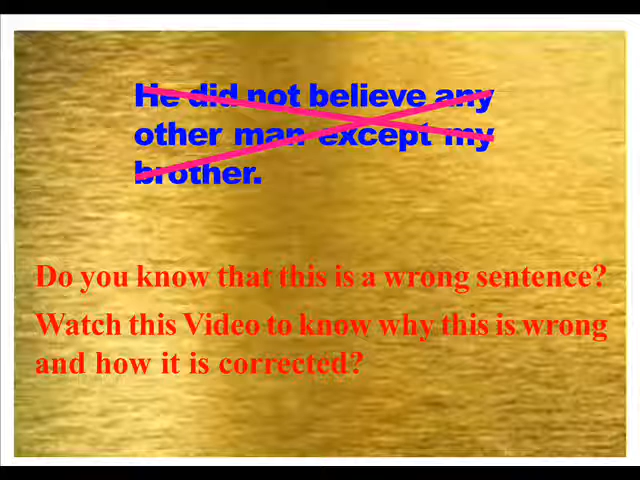 He did not believe any
other man except my
brother.
Do you know that this is a wrong sentence?
Watch this Video to know why this is wrong
and how it is corrected?